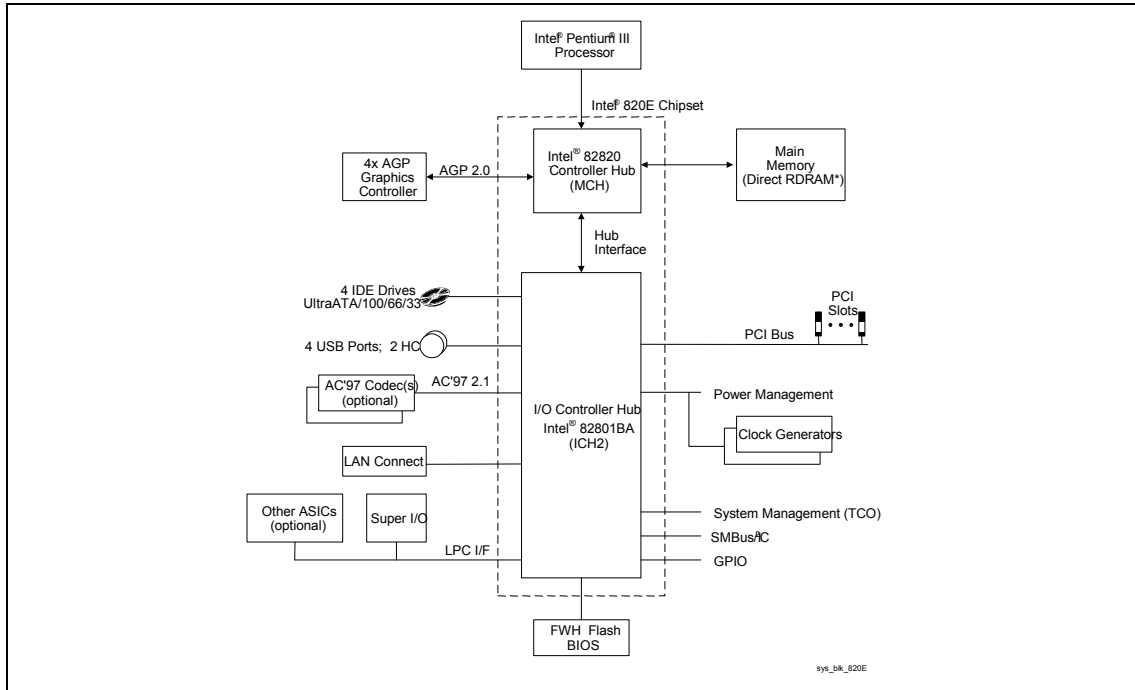 Intel® Pentium® III
Processor
Intel® 820E Chipset
Intel® 82820
Controller Hub
(MCH)
4x AGP
Graphics
Controller
AGP 2.0
Main
Memory
(Direct RDRAM*)
Hub
Interface
4 IDE Drives
UltraATA/100/66/33
4 USB Ports; 2 HC
AC'97 Codec(s)
(optional)
AC'97 2.1
LAN Connect
Other ASICs
(optional)
Super I/O
LPC I/F
I/O Controller Hub
Intel® 82801BA
(ICH2)
PCI
Slots
PCI Bus
Power Management
Clock Generators
System Management (TCO)
SMBus/I²C
GPIO
FWH Flash
BIOS
sys_blk_820E